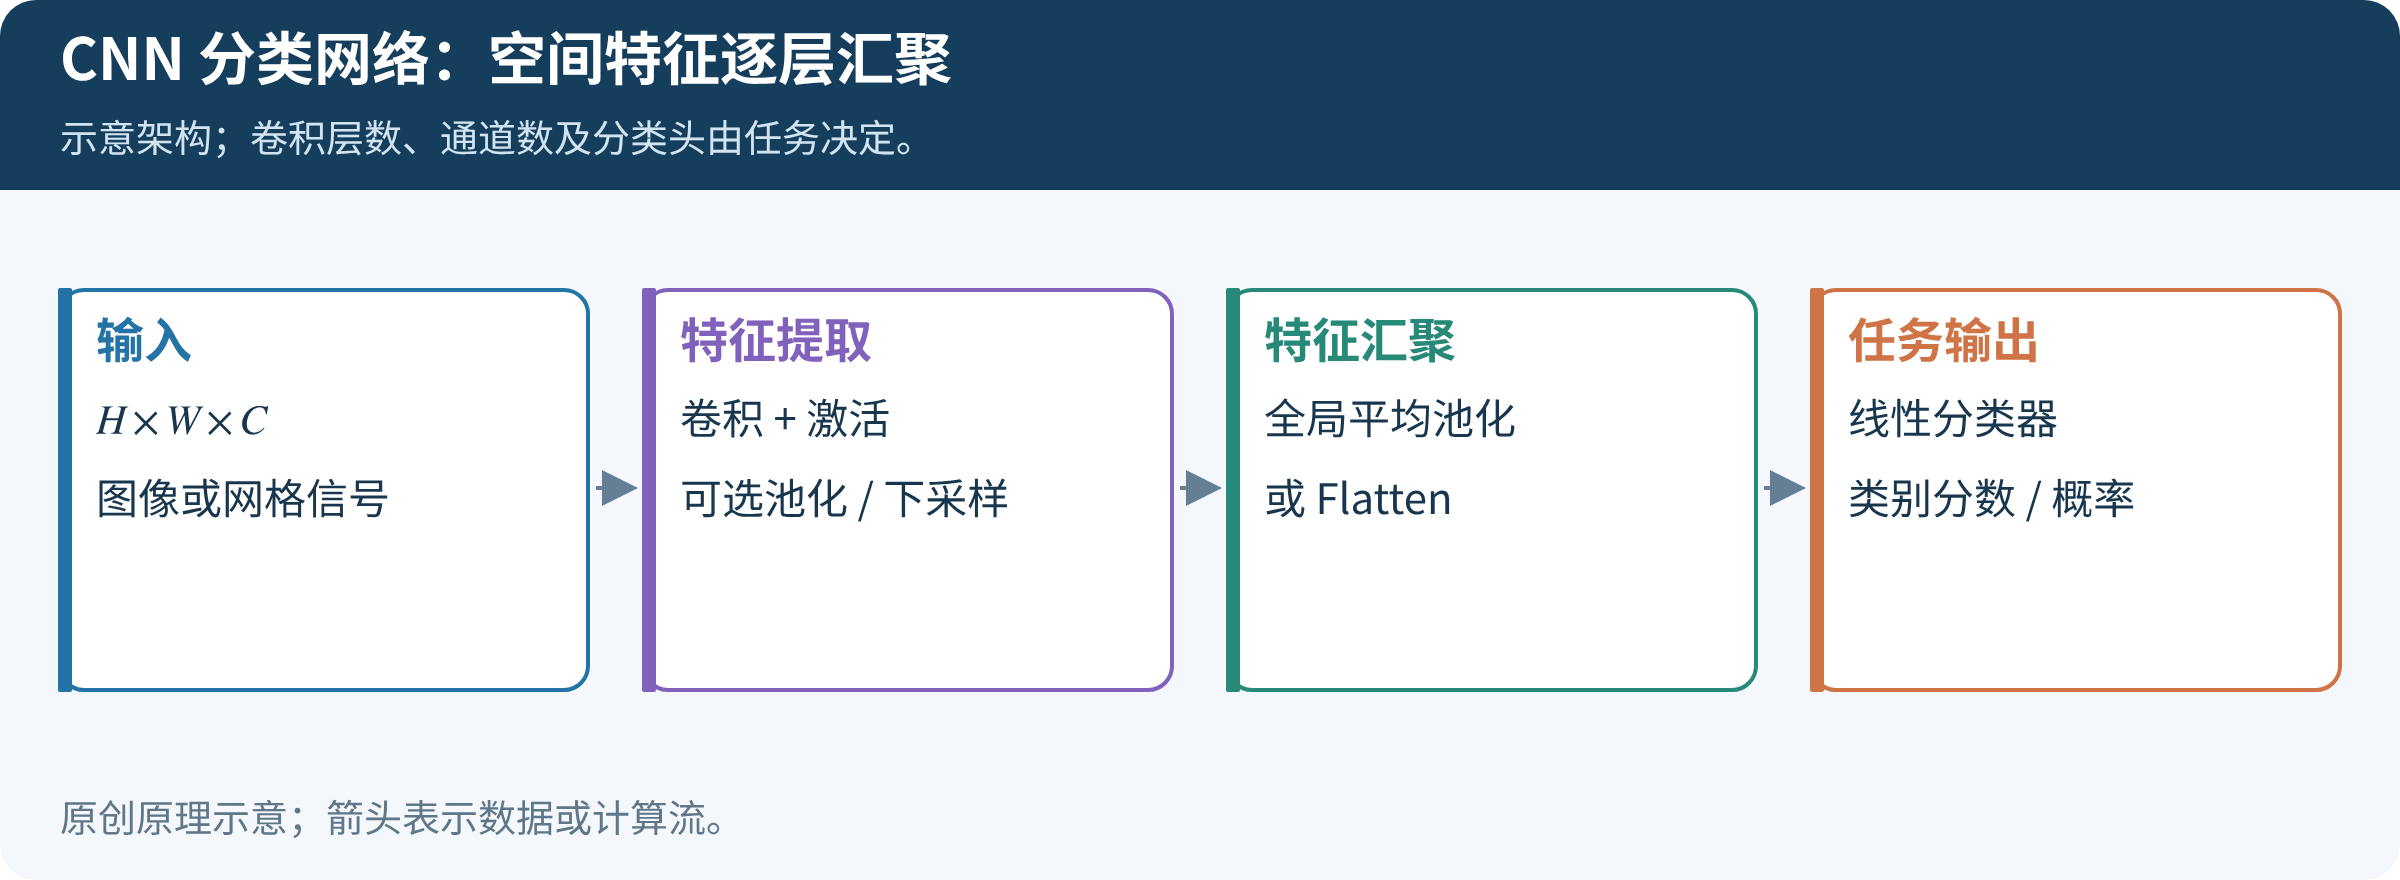 CNN 分类网络：空间特征逐层汇聚
示意架构；卷积层数、通道数及分类头由任务决定。
输入
H×W×C
图像或网格信号
特征提取
卷积 + 激活
可选池化 / 下采样
特征汇聚
全局平均池化
或 Flatten
任务输出
线性分类器
类别分数 / 概率
原创原理示意；箭头表示数据或计算流。